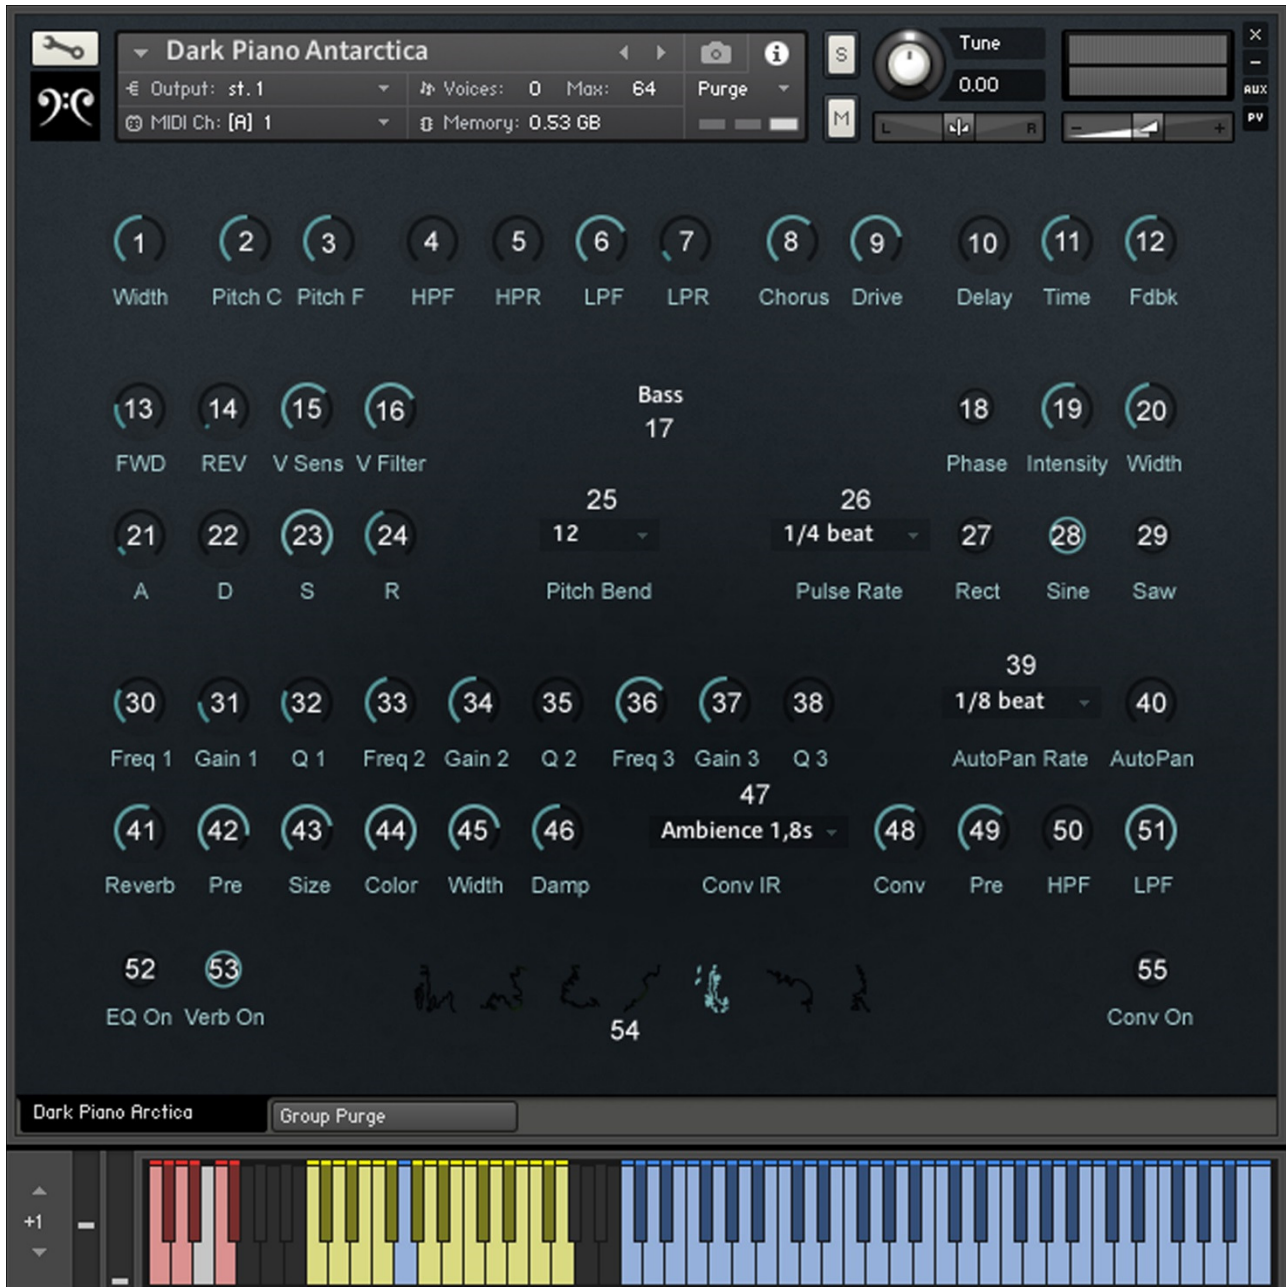 Dark Piano Antarctica
S
Tune
X
Output: st.1
Voices: 0 Max: 64
Purge
0.00
AUX
MIDI Ch: [A] 1
Memory: 0.53 GB
M
L R
- +
PV
1 2 3 4 5 6 7 8 9 10 11 12
Width Pitch C Pitch F HPF HPR LPF LPR Chorus Drive Delay Time Fdbk
Bass
13 14 15 16 17 18 19 20
FWD REV V Sens V Filter Phase Intensity Width
25 26
21 22 23 24 12 1/4 beat 27 28 29
A D S R Pitch Bend Pulse Rate Rect Sine Saw
39
30 31 32 33 34 35 36 37 38 1/8 beat 40
Freq 1 Gain 1 Q 1 Freq 2 Gain 2 Q 2 Freq 3 Gain 3 Q 3 AutoPan Rate AutoPan
47
41 42 43 44 45 46 Ambience 1,8s 48 49 50 51
Reverb Pre Size Color Width Damp Conv IR Conv Pre HPF LPF
52 53 55
EQ On Verb On Conv On
54
Dark Piano Arctica
Group Purge
+1